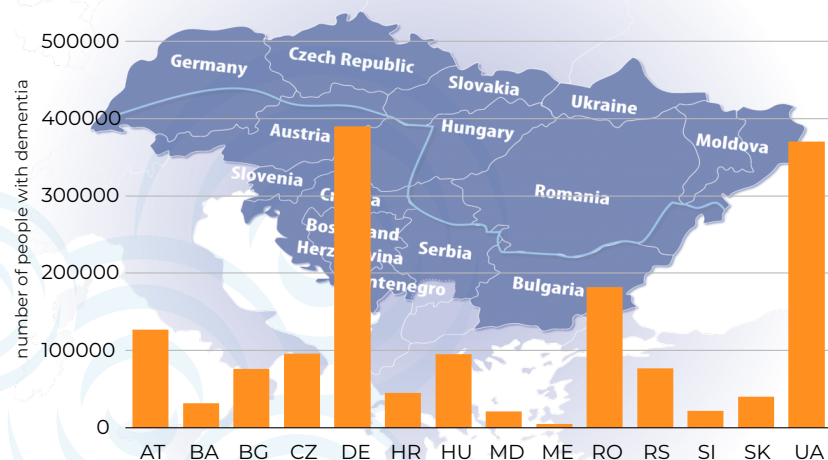 number of people with dementia
500000
400000
300000
200000
100000
0
Germany
Czech Republic
Slovakia
Ukraine
Austria
Hungary
Moldova
Slovenia
Romania
Serbia
Bulgaria
AT BA BG CZ DE HR HU MD ME RO RS SI SK UA